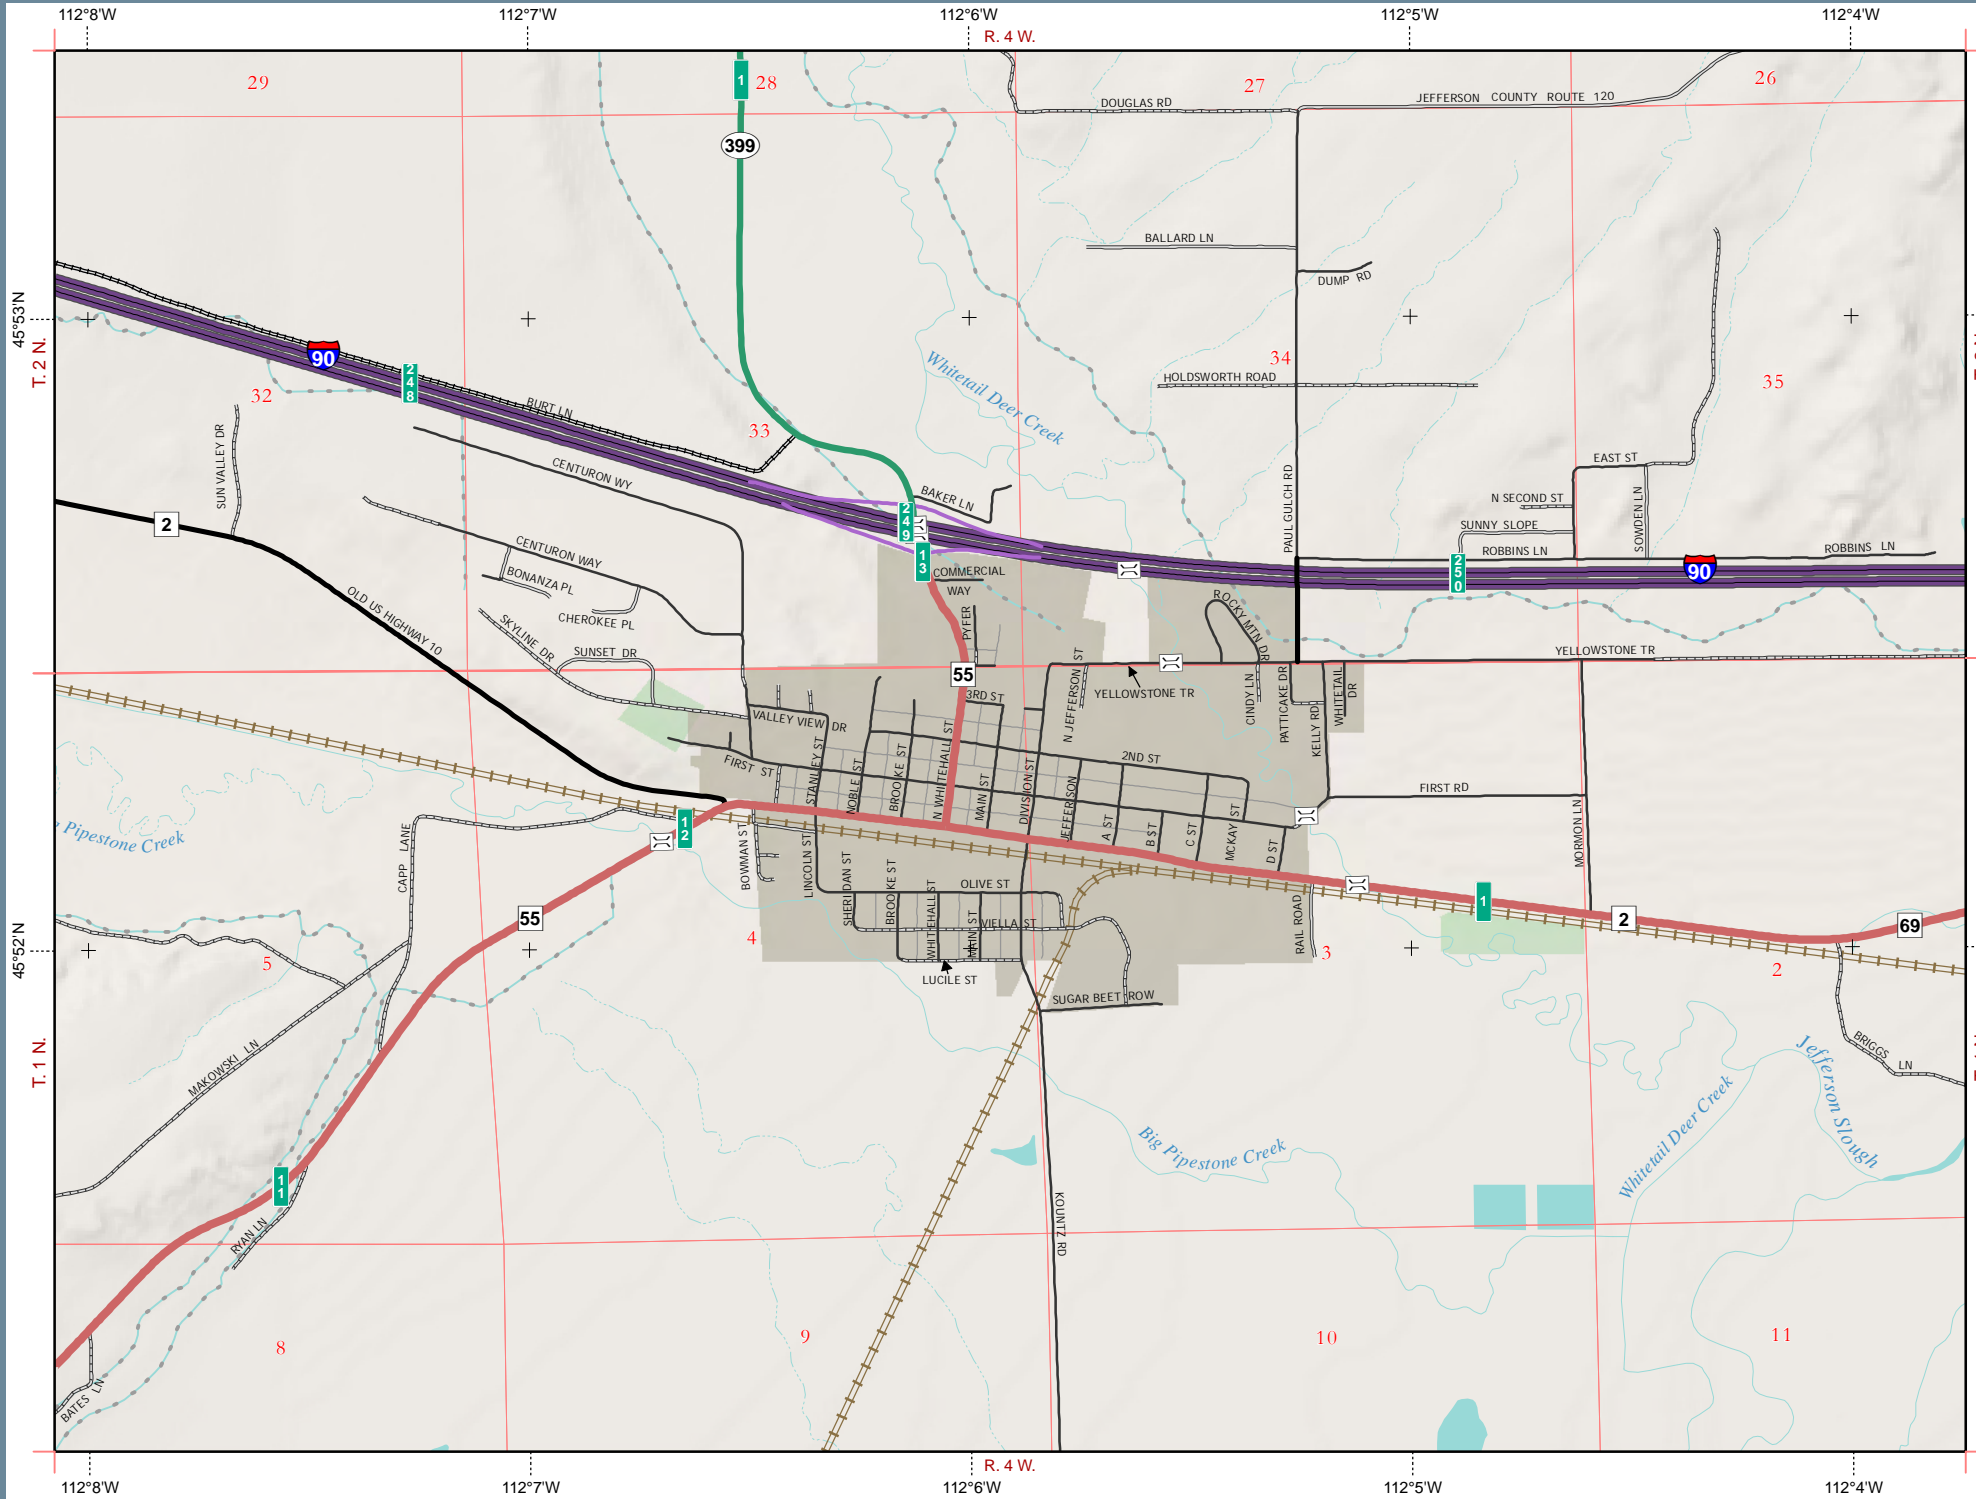 112°8'W
112°7'W
112°6'W
112°5'W
112°4'W
R. 4 W.
29
1
28
27
26
DOUGLAS RD
JEFFERSON COUNTY ROUTE 120
399
BALLARD LN
DUMP RD
45°53'N
T. 2 N.
90
248
32
BURT LN
33
34
35
Whitetail Deer Creek
HOLDSWORTH ROAD
SUN VALLEY DR
CENTURON WY
BAKER LN
PAUL GULCH RD
EAST ST
N SECOND ST
SOWDEN LN
SUNNY SLOPE
ROBBINS LN
ROBBINS LN
2
249
13
250
90
CENTURON WAY
BONANZA PL
CHEROKEE PL
COMMERCIAL
WAY
PYFER
ROCKY MTN DR
OLD US HIGHWAY 10
SKYLINE DR
SUNSET DR
55
YELLOWSTONE TR
YELLOWSTONE TR
N JEFFERSON ST
CINDY LN
PATTICAKE DR
KELLY RD
WHITETAIL
DR
3RD ST
VALLEY VIEW DR
2ND ST
FIRST ST
STANLEY ST
NOBLE ST
BROOKE ST
N WHITEHALL ST
MAIN ST
DIVISION ST
JEFFERSON
A ST
B ST
C ST
MCKAY ST
D ST
FIRST RD
MORMON LN
12
Pipestone Creek
CAPP LANE
BOWMAN ST
LINCOLN ST
SHERIDAN ST
BROOKE ST
WHITEHALL ST
MAIN ST
OLIVE ST
VIELLA ST
LUCILE ST
SUGAR BEET ROW
RAIL ROAD
1
2
69
55
45°52'N
5
4
3
2
T. 1 N.
MAKOWSKI LN
BRIGGS LN
Jefferson Slough
Whitetail Deer Creek
Big Pipestone Creek
11
RYAN LN
KOUNTZ RD
8
9
10
11
BATES LN
R. 4 W.
112°8'W
112°7'W
112°6'W
112°5'W
112°4'W